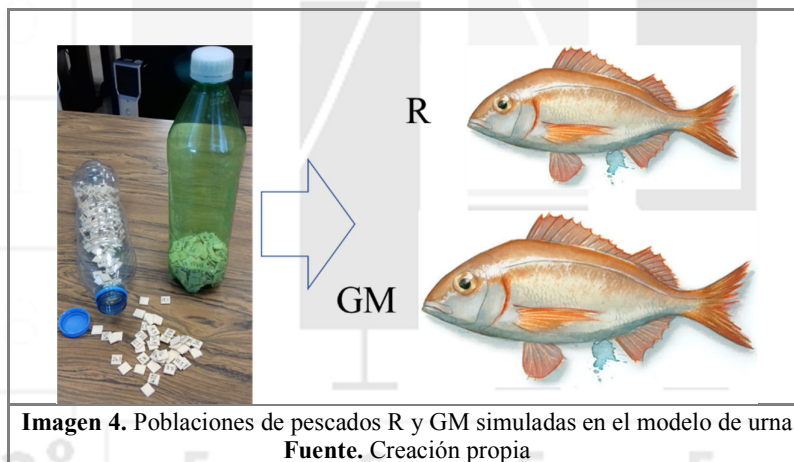 R
GM
Imagen 4. Poblaciones de pescados R y GM simuladas en el modelo de urna
Fuente. Creación propia